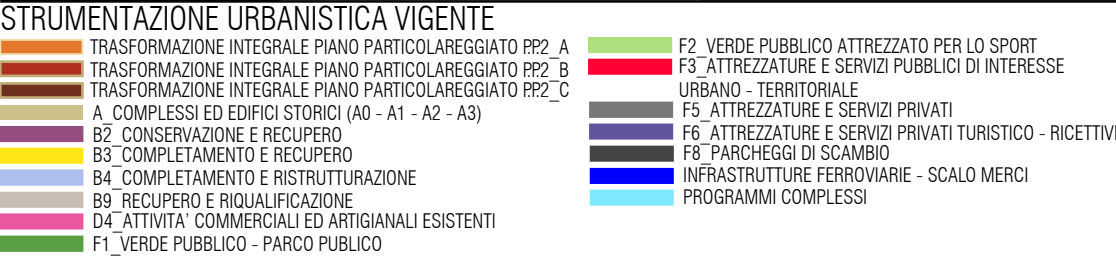 STRUMENTAZIONE URBANISTICA VIGENTE
TRASFORMAZIONE INTEGRALE PIANO PARTICOLAREGGIATO P.P.2_A
TRASFORMAZIONE INTEGRALE PIANO PARTICOLAREGGIATO P.P.2_B
TRASFORMAZIONE INTEGRALE PIANO PARTICOLAREGGIATO P.P.2_C
A_COMPLESSI ED EDIFICI STORICI (A0 - A1 - A2 - A3)
B2_CONSERVAZIONE E RECUPERO
B3_COMPLETAMENTO E RECUPERO
B4_COMPLETAMENTO E RISTRUTTURAZIONE
B9_RECUPERO E RIQUALIFICAZIONE
D4_ATTIVITA' COMMERCIALI ED ARTIGIANALI ESISTENTI
F1_VERDE PUBBLICO - PARCO PUBLICO
F2_VERDE PUBBLICO ATTREZZATO PER LO SPORT
F3_ATTREZZATURE E SERVIZI PUBBLICI DI INTERESSE
URBANO - TERRITORIALE
F5_ATTREZZATURE E SERVIZI PRIVATI
F6_ATTREZZATURE E SERVIZI PRIVATI TURISTICO - RICETTIVI
F8_PARCHEGGI DI SCAMBIO
INFRASTRUTTURE FERROVIARIE - SCALO MERCI
PROGRAMMI COMPLESSI